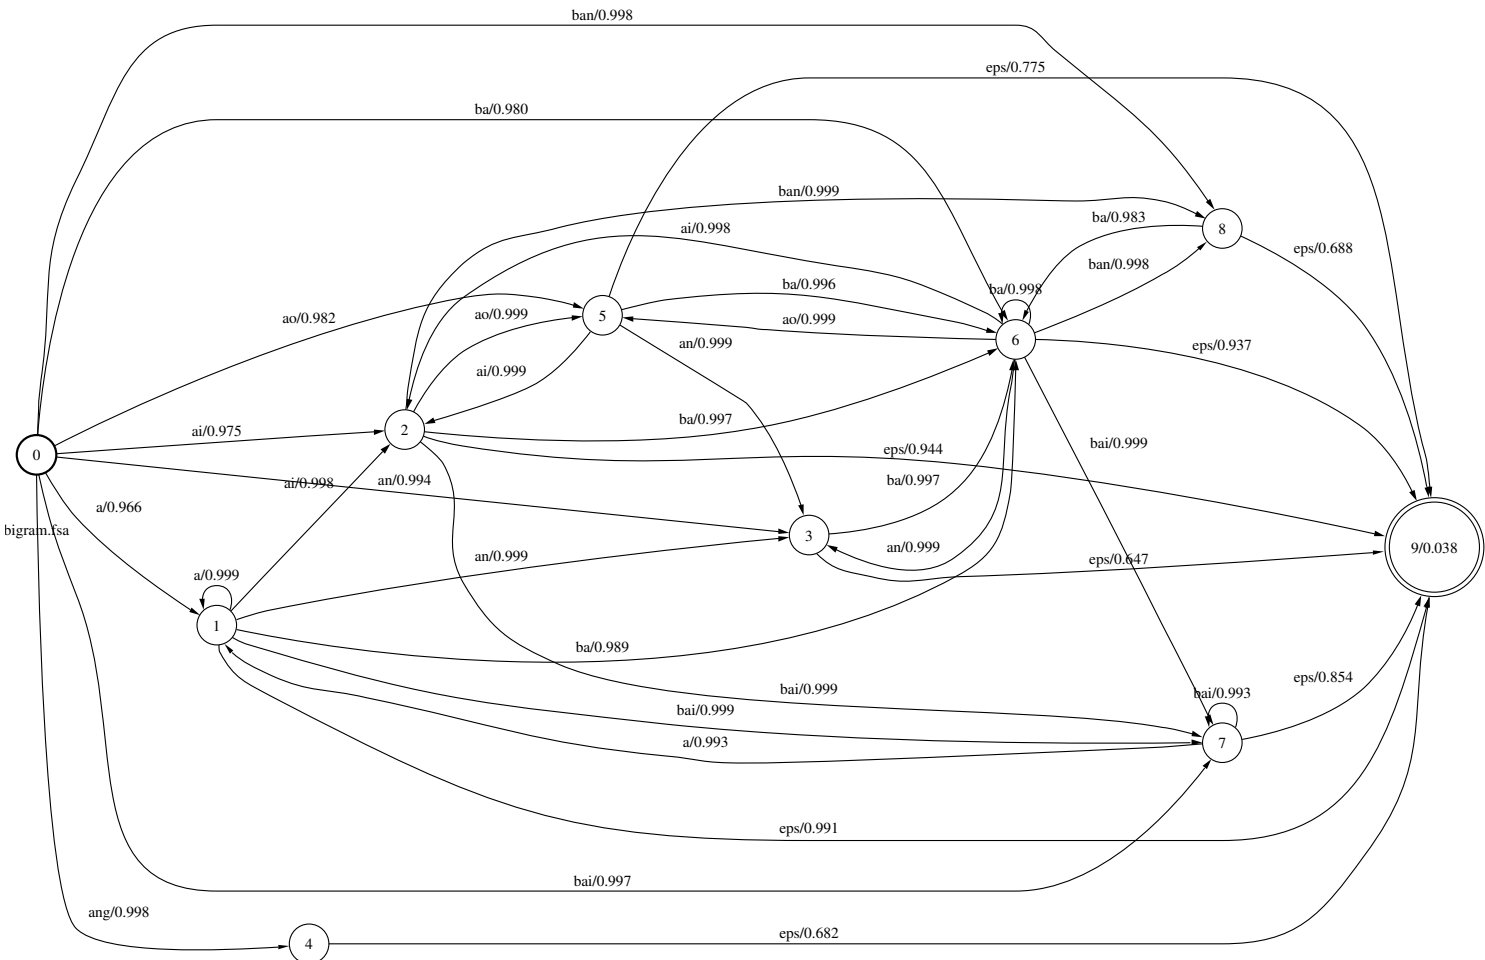 ban/0.998
eps/0.775
ba/0.980
ban/0.999
ba/0.983
8
ai/0.998
eps/0.688
ban/0.998
ba/0.996
ba/0.998
ao/0.982
ao/0.999
5
ao/0.999
6
an/0.999
eps/0.937
ai/0.999
ba/0.997
ai/0.975
2
bai/0.999
0
eps/0.944
ai/0.998
an/0.994
ba/0.997
a/0.966
bigram.fsa
3
an/0.999
9/0.038
an/0.999
eps/0.647
a/0.999
1
ba/0.989
eps/0.854
bai/0.999
bai/0.993
bai/0.999
a/0.993
7
eps/0.991
bai/0.997
ang/0.998
eps/0.682
4